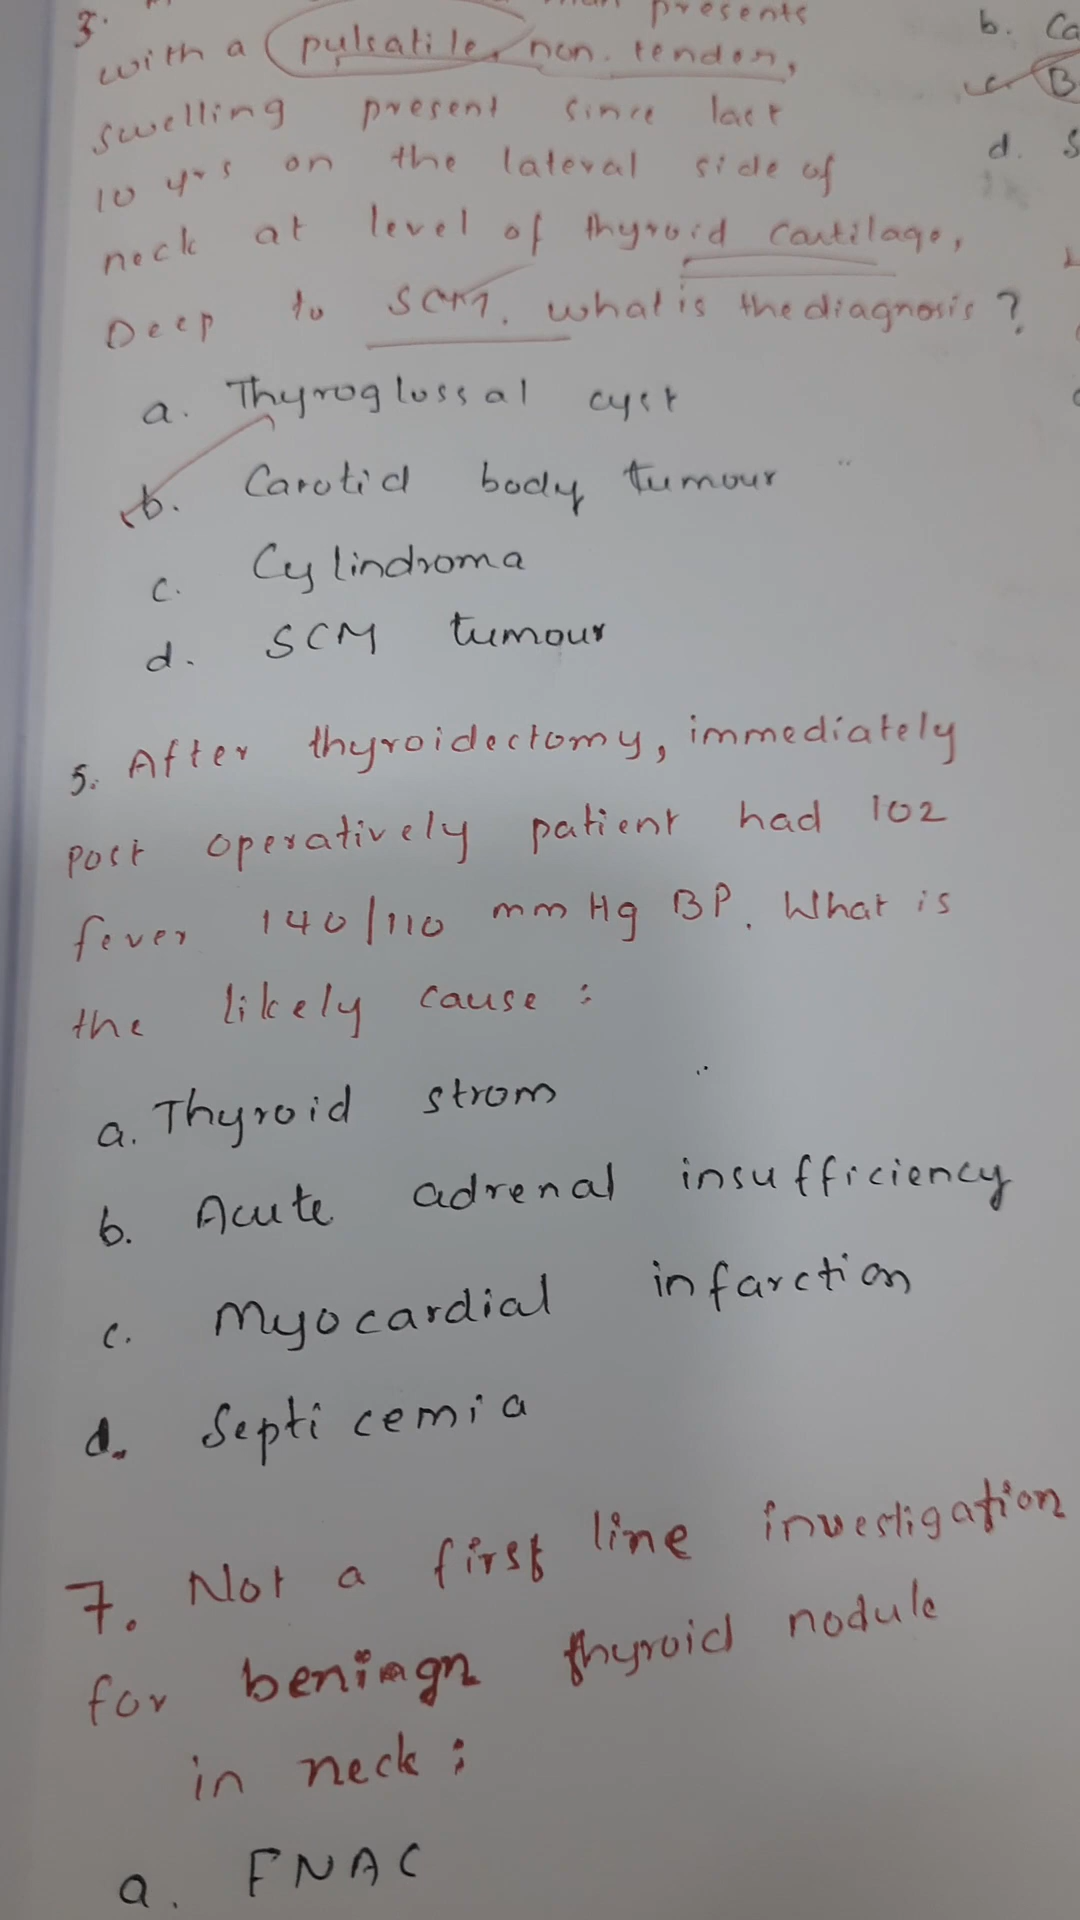 3.
presents
with a pulsatile, non. tender,
swelling present since last
10 yrs on the lateral side of
neck at level of thyroid cartilage,
Deep to SCM. what is the diagnosis ?
a. Thyroglossal cyst
b. Carotid body tumour
c. Cylindroma
d. SCM tumour
5. After thyroidectomy, immediately
post operatively patient had 102
fever 140/110 mm Hg BP. What is
the likely cause :
a. Thyroid strom
b. Acute adrenal insufficiency
c. Myocardial infarction
d. Septicemia
7. Not a first line investigation
for beningn thyroid nodule
in neck ;
a. FNAC
b. Ca
c. B
d. S